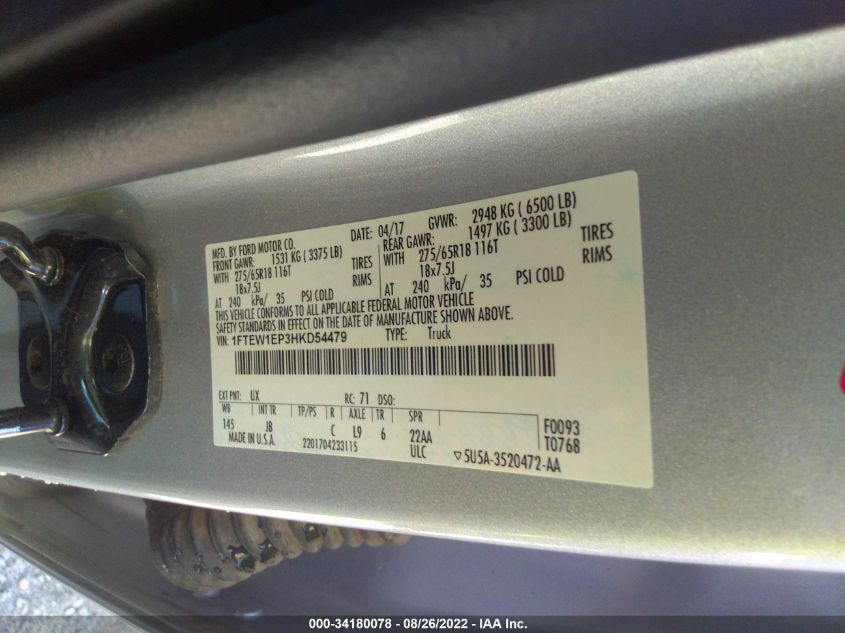 MFD. BY FORD MOTOR CO.
DATE: 04/17 GVWR: 2948 KG ( 6500 LB)
FRONT GAWR: 1531 KG ( 3375 LB)
REAR GAWR: 1497 KG ( 3300 LB)
WITH 275/65R18 116T TIRES
WITH 275/65R18 116T TIRES
18x7.5J RIMS
18x7.5J RIMS
AT 240 kPa/ 35 PSI COLD
AT 240 kPa/ 35 PSI COLD
THIS VEHICLE CONFORMS TO ALL APPLICABLE FEDERAL MOTOR VEHICLE
SAFETY STANDARDS IN EFFECT ON THE DATE OF MANUFACTURE SHOWN ABOVE.
VIN: 1FTEW1EP3HKD54479 TYPE: Truck
EXT PNT: UX RC: 71 DSO:
WB INT TR TP/PS R AXLE TR SPR
145 JB C L9 6 22AA F0093
MADE IN U.S.A. 2201704233115 ULC T0768
▽5U5A-3520472-AA
000-34180078 - 08/26/2022 - IAA Inc.